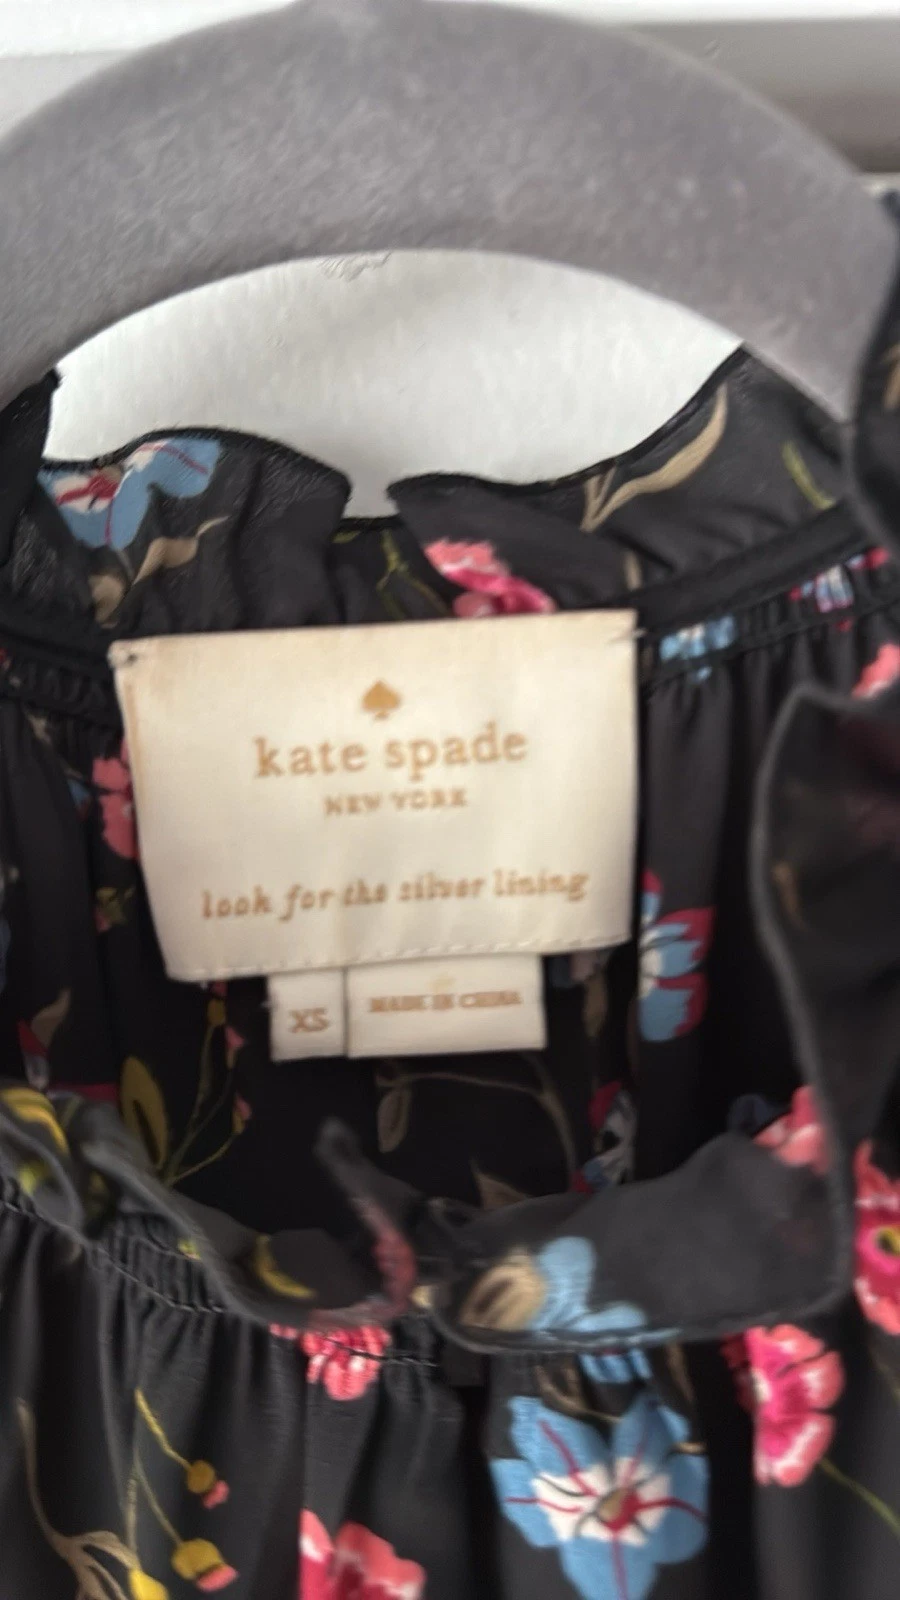 kate spade
NEW YORK
look for the silver lining
XS
MADE IN CHINA